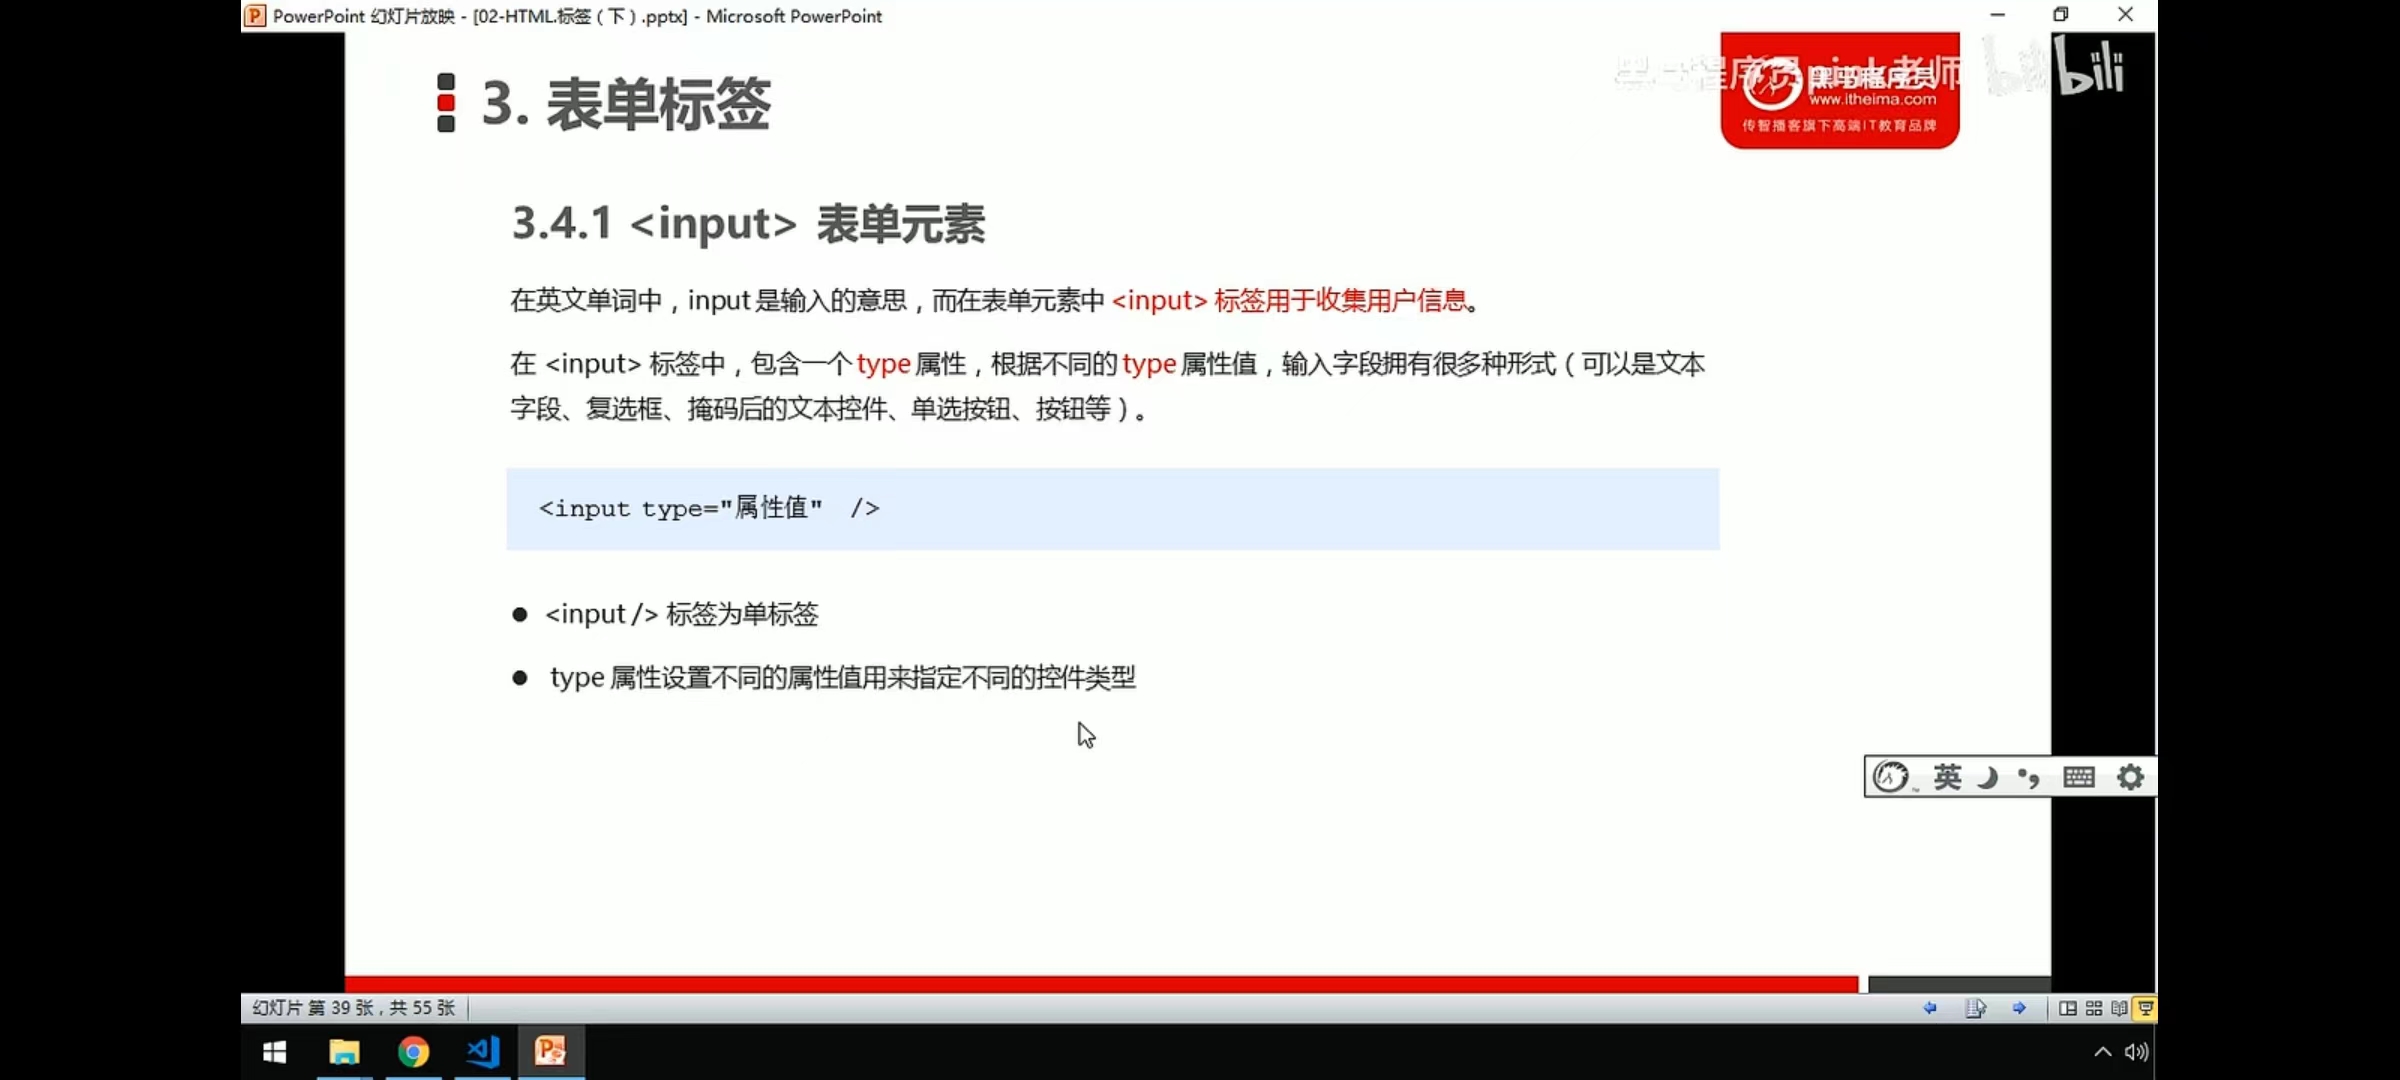 PowerPoint 幻灯片放映 - [02-HTML标签（下）.pptx] - Microsoft PowerPoint
3. 表单标签
黑马程序员pink老师
bilibili
www.itheima.com
传智播客旗下高端IT教育品牌
3.4.1 <input> 表单元素
在英文单词中，input 是输入的意思，而在表单元素中 <input> 标签用于收集用户信息。
在 <input> 标签中，包含一个 type 属性，根据不同的 type 属性值，输入字段拥有很多种形式（可以是文本
字段、复选框、掩码后的文本控件、单选按钮、按钮等）。
<input type="属性值" />
● <input /> 标签为单标签
● type 属性设置不同的属性值用来指定不同的控件类型
英
幻灯片 第 39 张，共 55 张